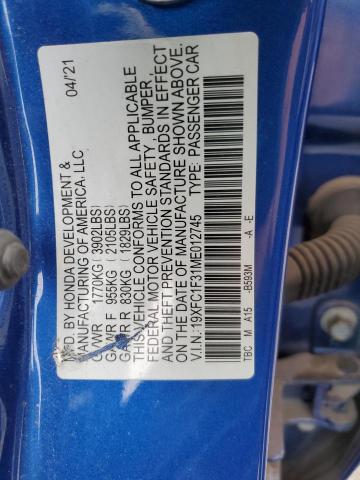 MFD. BY HONDA DEVELOPMENT & 04/21
MANUFACTURING OF AMERICA, LLC
GVWR 1770KG ( 3902LBS)
GAWR F 955KG ( 2105LBS)
GAWR R 830KG ( 1829LBS)
THIS VEHICLE CONFORMS TO ALL APPLICABLE
FEDERAL MOTOR VEHICLE SAFETY, BUMPER,
AND THEFT PREVENTION STANDARDS IN EFFECT
ON THE DATE OF MANUFACTURE SHOWN ABOVE.
V.I.N.:19XFC1F31ME012745 TYPE: PASSENGER CAR
TBC M A15 -B593M -A -E